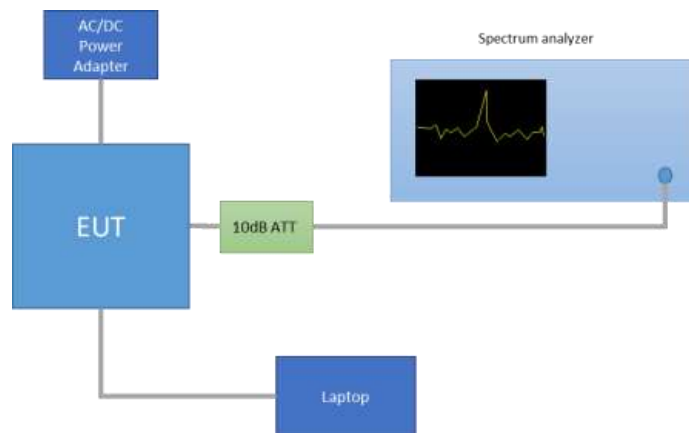 AC/DC
Power
Adapter
Spectrum analyzer
EUT
10dB ATT
Laptop